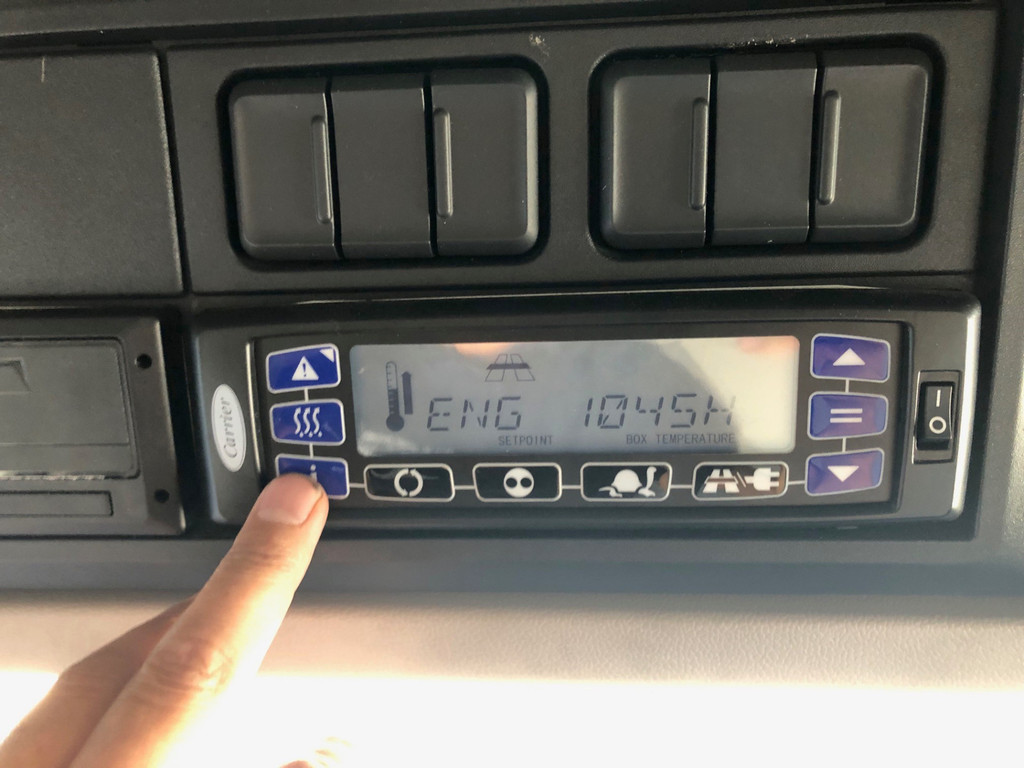 Carrier
ENG 1045H
SETPOINT BOX TEMPERATURE